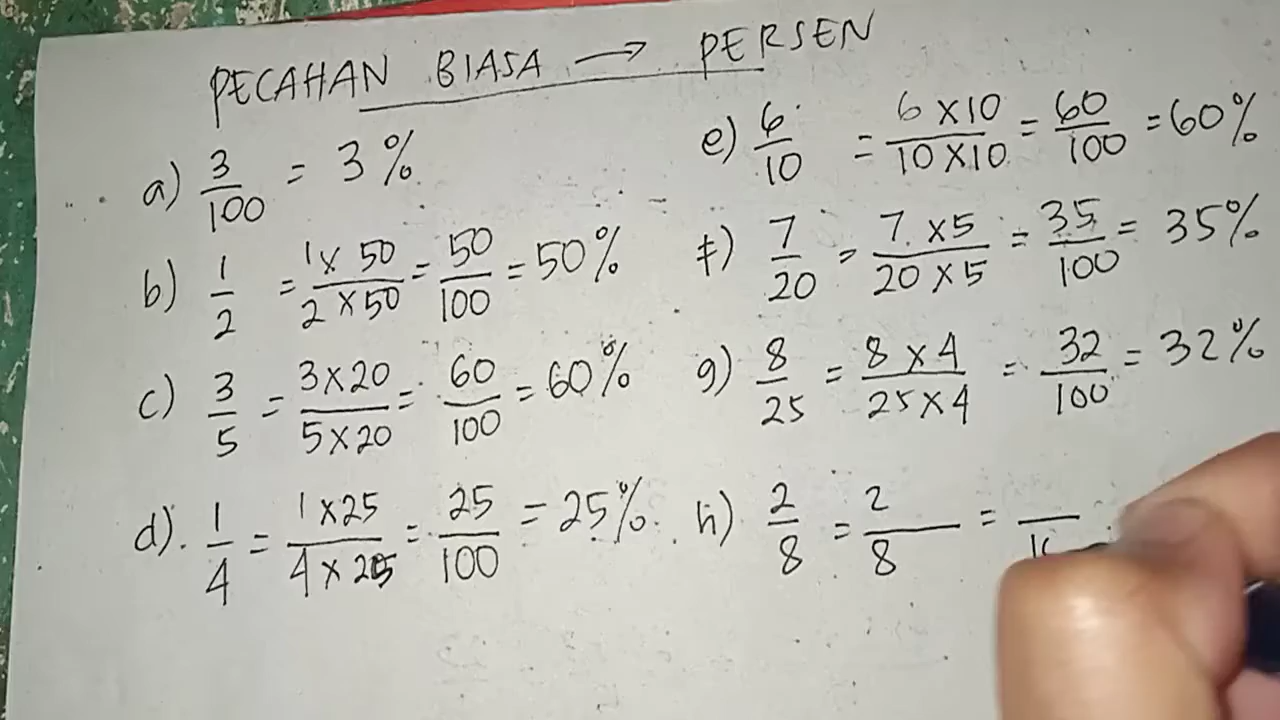 PECAHAN BIASA → PERSEN
a) 3/100 = 3%
b) 1/2 = 1 x 50/2 x 50 = 50/100 = 50%
c) 3/5 = 3 x 20/5 x 20 = 60/100 = 60%
d). 1/4 = 1 x 25/4 x 25 = 25/100 = 25%.
e) 6/10 = 6 x 10/10 x 10 = 60/100 = 60%
f) 7/20 = 7 x 5/20 x 5 = 35/100 = 35%
g) 8/25 = 8 x 4/25 x 4 = 32/100 = 32%
h). 2/8 = 2/8 =